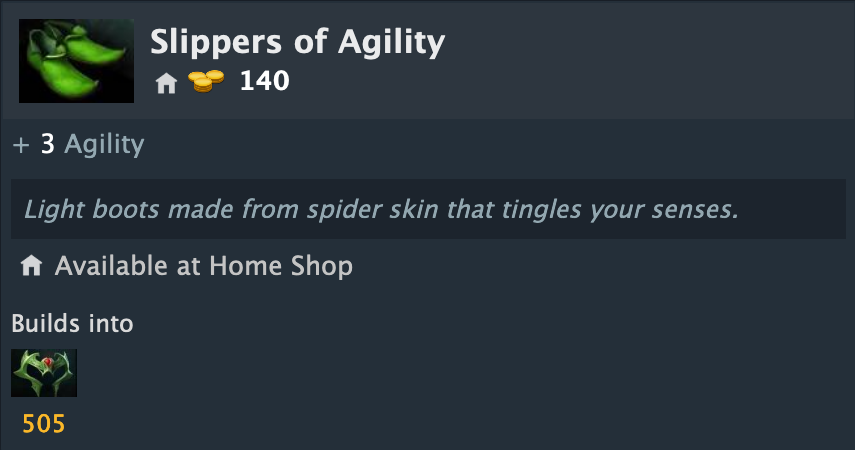 Slippers of Agility
140
+ 3 Agility
Light boots made from spider skin that tingles your senses.
Available at Home Shop
Builds into
505